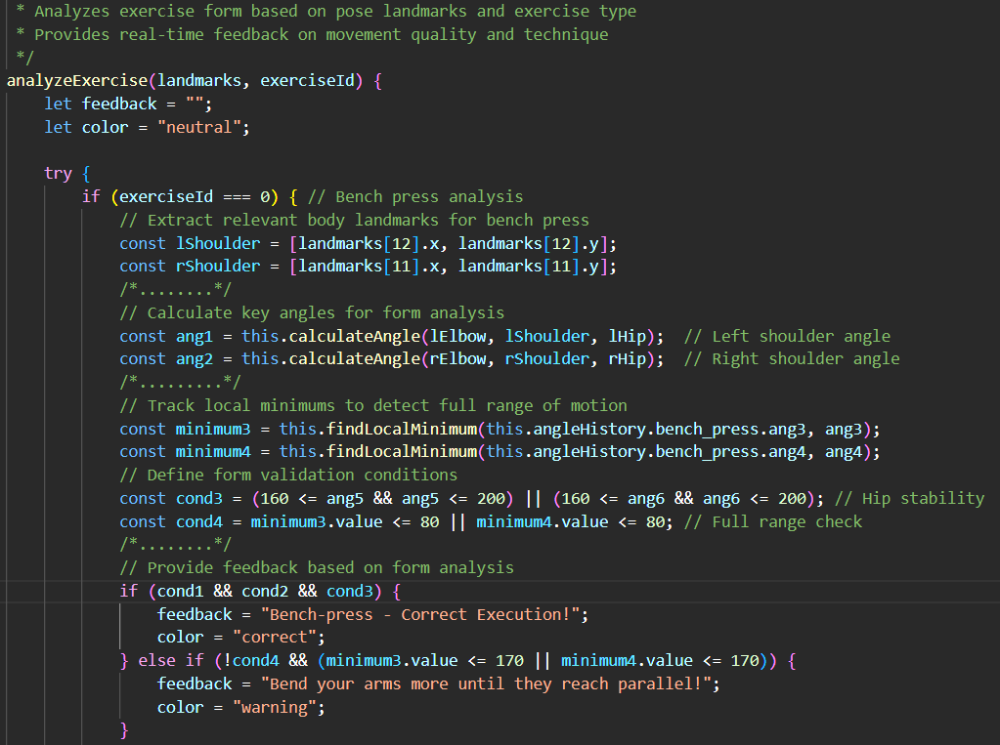 * Analyzes exercise form based on pose landmarks and exercise type
* Provides real-time feedback on movement quality and technique
*/
analyzeExercise(landmarks, exerciseId) {
let feedback = "";
let color = "neutral";
try {
if (exerciseId === 0) { // Bench press analysis
// Extract relevant body landmarks for bench press
const lShoulder = [landmarks[12].x, landmarks[12].y];
const rShoulder = [landmarks[11].x, landmarks[11].y];
/*........*/
// Calculate key angles for form analysis
const ang1 = this.calculateAngle(lElbow, lShoulder, lHip);  // Left shoulder angle
const ang2 = this.calculateAngle(rElbow, rShoulder, rHip);  // Right shoulder angle
/*.........*/
// Track local minimums to detect full range of motion
const minimum3 = this.findLocalMinimum(this.angleHistory.bench_press.ang3, ang3);
const minimum4 = this.findLocalMinimum(this.angleHistory.bench_press.ang4, ang4);
// Define form validation conditions
const cond3 = (160 <= ang5 && ang5 <= 200) || (160 <= ang6 && ang6 <= 200); // Hip stability
const cond4 = minimum3.value <= 80 || minimum4.value <= 80; // Full range check
/*........*/
// Provide feedback based on form analysis
if (cond1 && cond2 && cond3) {
feedback = "Bench-press - Correct Execution!";
color = "correct";
} else if (!cond4 && (minimum3.value <= 170 || minimum4.value <= 170)) {
feedback = "Bend your arms more until they reach parallel!";
color = "warning";
}